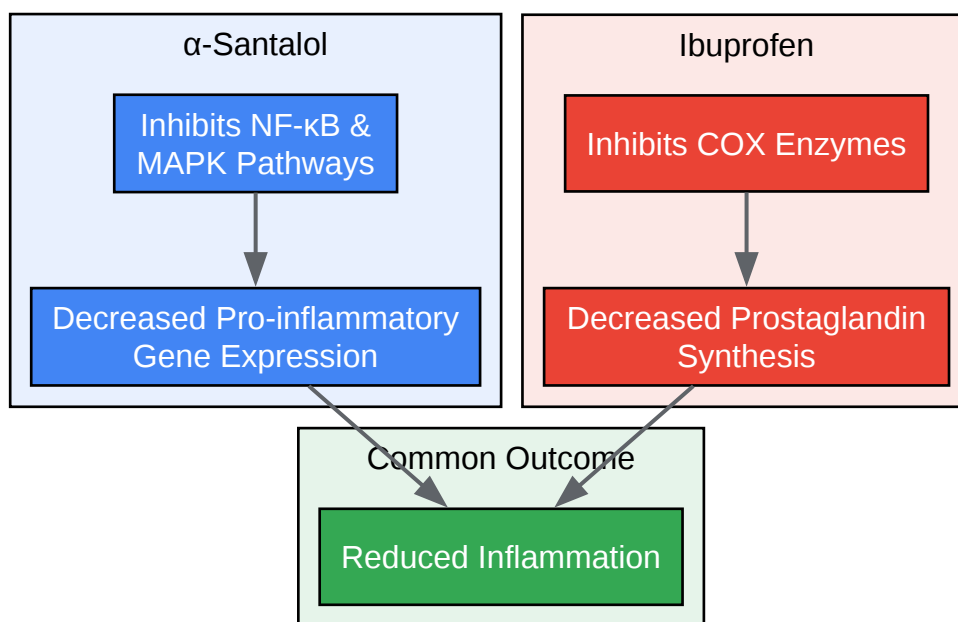 α-Santalol
Inhibits NF-κB &
MAPK Pathways
Decreased Pro-inflammatory
Gene Expression
Ibuprofen
Inhibits COX Enzymes
Decreased Prostaglandin
Synthesis
Common Outcome
Reduced Inflammation